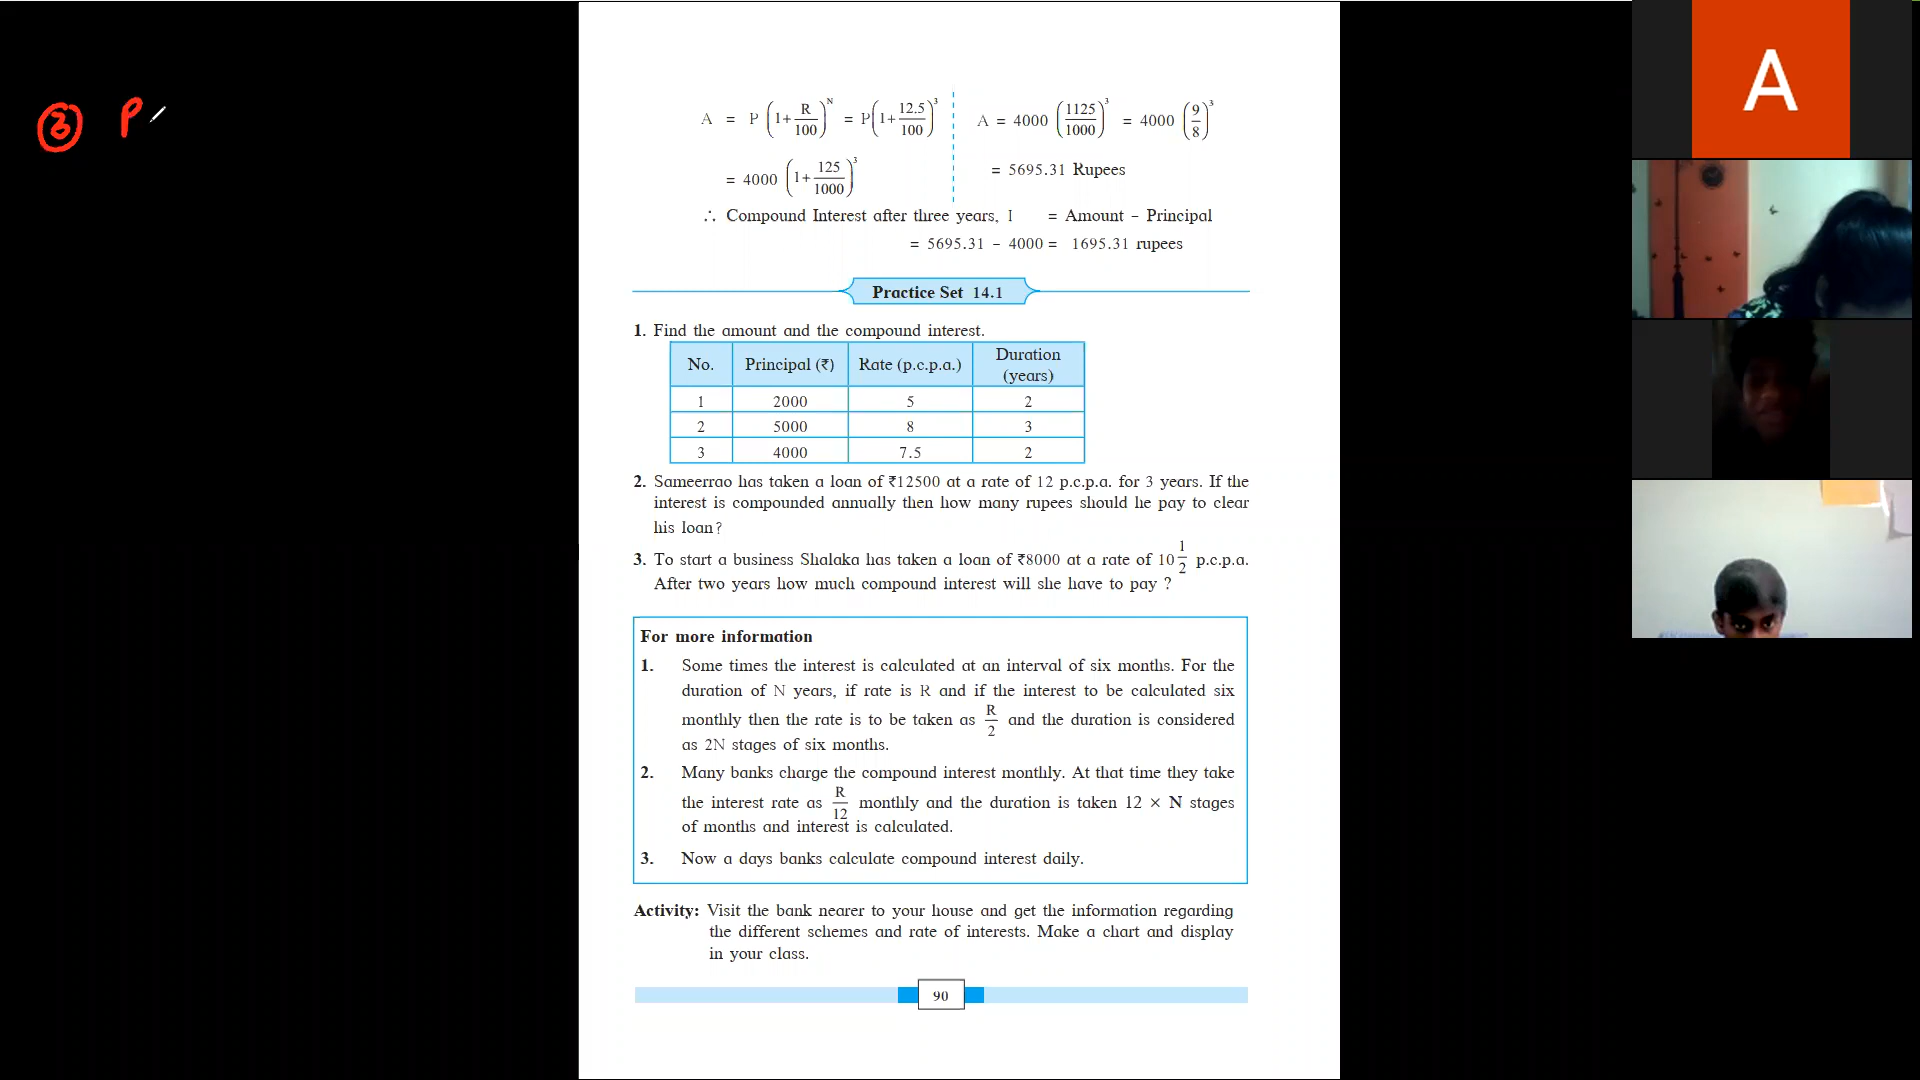 ③ P
A = P (1+R/100)^N = P(1+12.5/100)^3
A = 4000 (1125/1000)^3 = 4000 (9/8)^3
= 4000 (1+125/1000)^3
= 5695.31 Rupees
∴ Compound Interest after three years, I = Amount – Principal
= 5695.31 – 4000 = 1695.31 rupees
Practice Set 14.1
1. Find the amount and the compound interest.
No. Principal (₹) Rate (p.c.p.a.) Duration (years)
1 2000 5 2
2 5000 8 3
3 4000 7.5 2
2. Sameerrao has taken a loan of ₹12500 at a rate of 12 p.c.p.a. for 3 years. If the
interest is compounded annually then how many rupees should he pay to clear
his loan?
3. To start a business Shalaka has taken a loan of ₹8000 at a rate of 10 1/2 p.c.p.a.
After two years how much compound interest will she have to pay ?
For more information
1. Some times the interest is calculated at an interval of six months. For the
duration of N years, if rate is R and if the interest to be calculated six
monthly then the rate is to be taken as R/2 and the duration is considered
as 2N stages of six months.
2. Many banks charge the compound interest monthly. At that time they take
the interest rate as R/12 monthly and the duration is taken 12 × N stages
of months and interest is calculated.
3. Now a days banks calculate compound interest daily.
Activity: Visit the bank nearer to your house and get the information regarding
the different schemes and rate of interests. Make a chart and display
in your class.
90
A